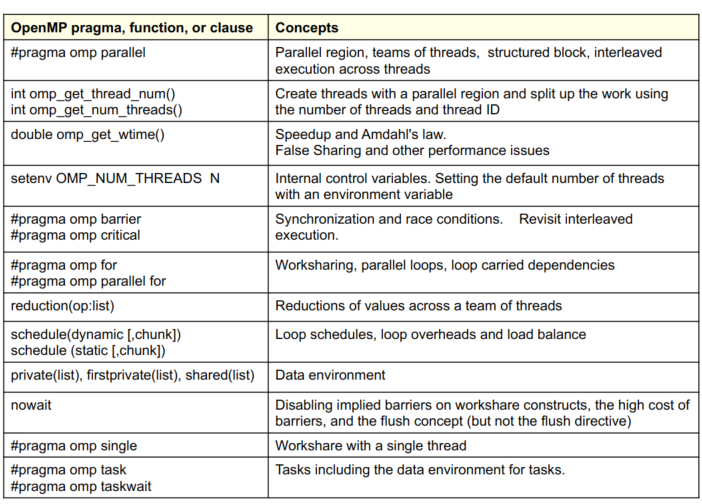 OpenMP pragma, function, or clause
Concepts
#pragma omp parallel
Parallel region, teams of threads, structured block, interleaved
execution across threads
int omp_get_thread_num()
int omp_get_num_threads()
Create threads with a parallel region and split up the work using
the number of threads and thread ID
double omp_get_wtime()
Speedup and Amdahl's law.
False Sharing and other performance issues
setenv OMP_NUM_THREADS N
Internal control variables. Setting the default number of threads
with an environment variable
#pragma omp barrier
#pragma omp critical
Synchronization and race conditions. Revisit interleaved
execution.
#pragma omp for
#pragma omp parallel for
Worksharing, parallel loops, loop carried dependencies
reduction(op:list)
Reductions of values across a team of threads
schedule(dynamic [,chunk])
schedule (static [,chunk])
Loop schedules, loop overheads and load balance
private(list), firstprivate(list), shared(list)
Data environment
nowait
Disabling implied barriers on workshare constructs, the high cost of
barriers, and the flush concept (but not the flush directive)
#pragma omp single
Workshare with a single thread
#pragma omp task
#pragma omp taskwait
Tasks including the data environment for tasks.